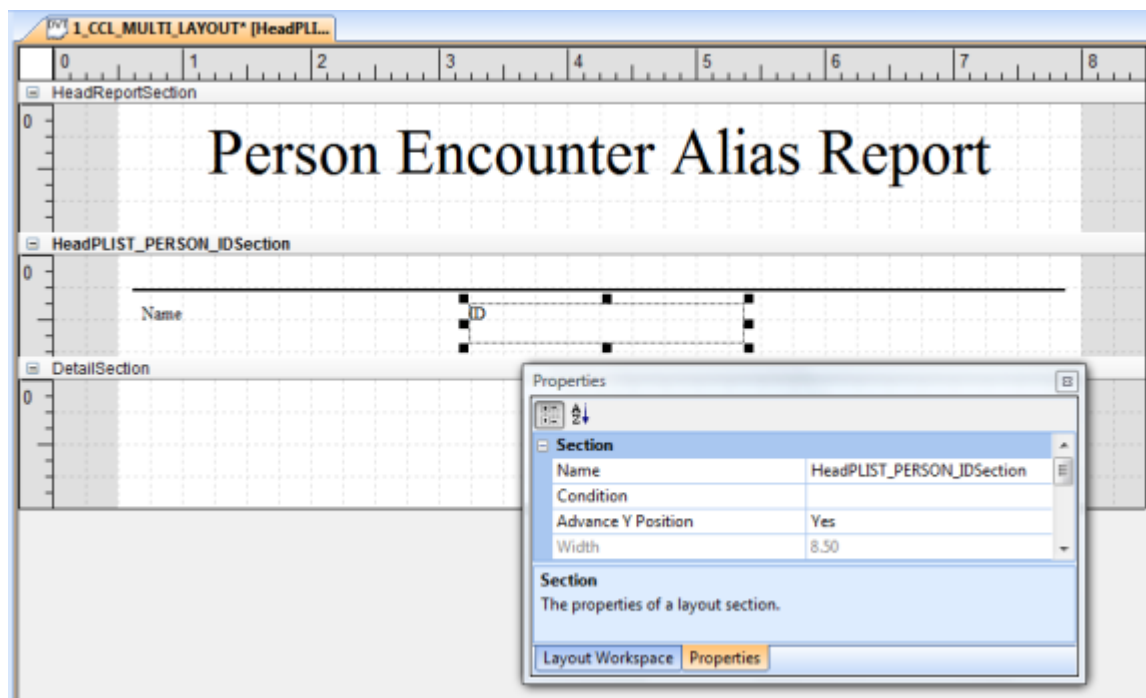 1_CCL_MULTI_LAYOUT* [HeadPLI...
0 1 2 3 4 5 6 7 8
HeadReportSection
0
Person Encounter Alias Report
HeadPLIST_PERSON_IDSection
0
Name ID
DetailSection
0
Properties
Section
Name HeadPLIST_PERSON_IDSection
Condition
Advance Y Position Yes
Width 8.50
Section
The properties of a layout section.
Layout Workspace Properties